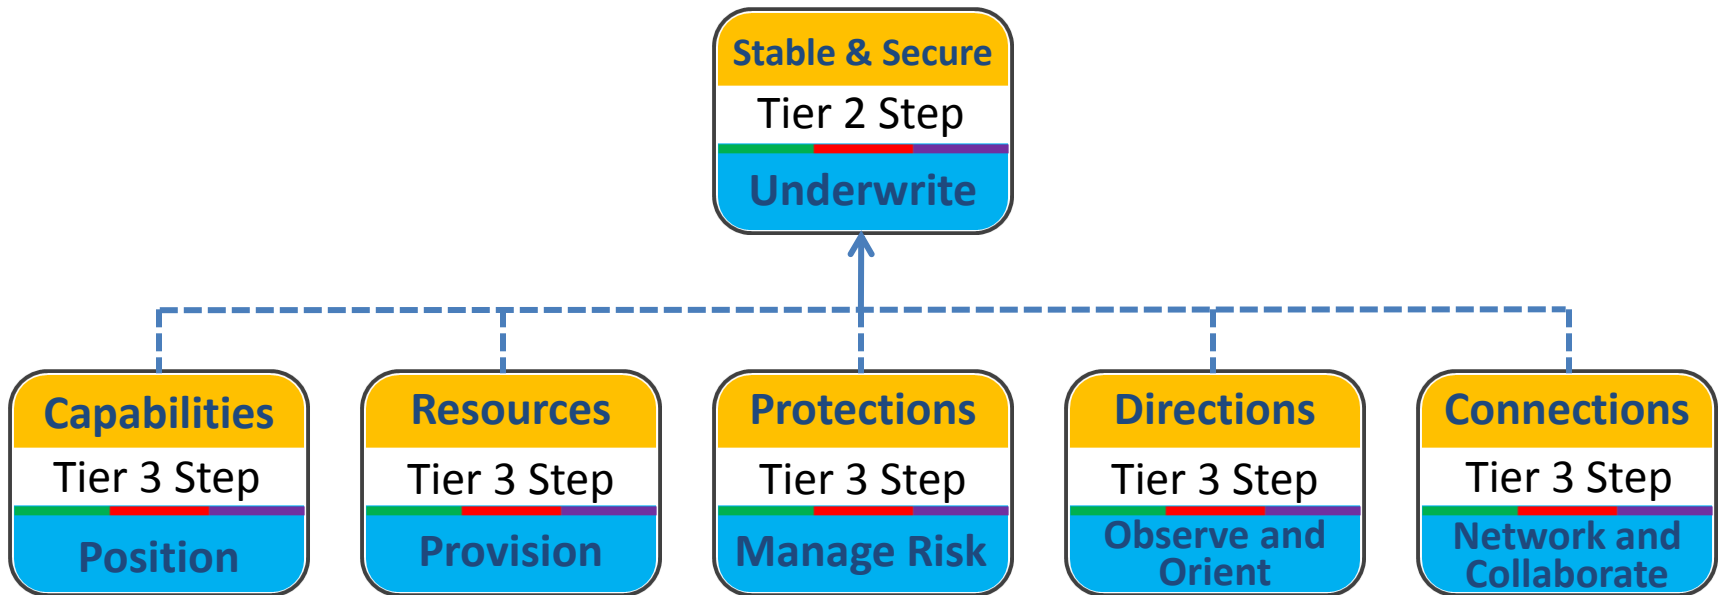 Stable & Secure
Tier 2 Step
Underwrite
Capabilities
Tier 3 Step
Position
Resources
Tier 3 Step
Provision
Protections
Tier 3 Step
Manage Risk
Directions
Tier 3 Step
Observe and
Orient
Connections
Tier 3 Step
Network and
Collaborate